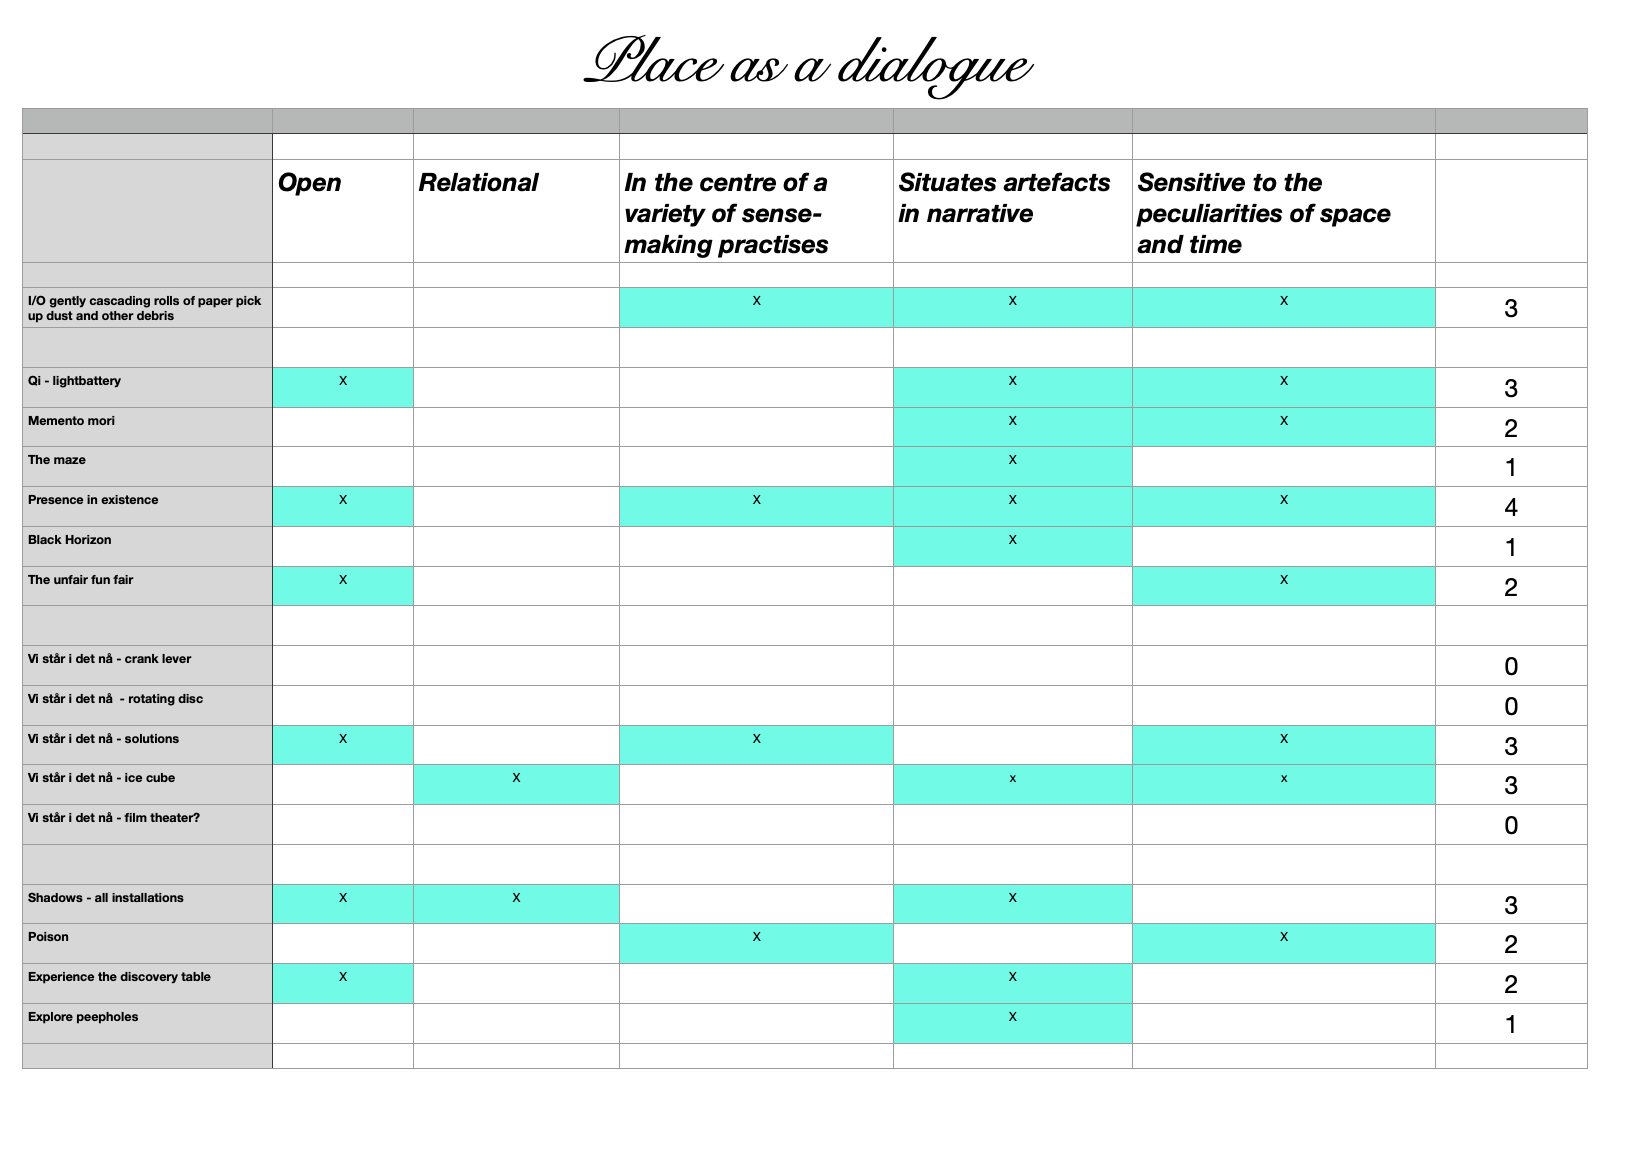 Place as a dialogue
Open
Relational
In the centre of a
variety of sense-
making practises
Situates artefacts
in narrative
Sensitive to the
peculiarities of space
and time
I/O gently cascading rolls of paper pick
up dust and other debris
x x x 3
Qi - lightbattery x x x 3
Memento mori x x 2
The maze x 1
Presence in existence x x x x 4
Black Horizon x 1
The unfair fun fair x x 2
Vi står i det nå - crank lever 0
Vi står i det nå  - rotating disc 0
Vi står i det nå - solutions x x x 3
Vi står i det nå - ice cube x x x 3
Vi står i det nå - film theater? 0
Shadows - all installations x x x 3
Poison x x 2
Experience the discovery table x x 2
Explore peepholes x 1